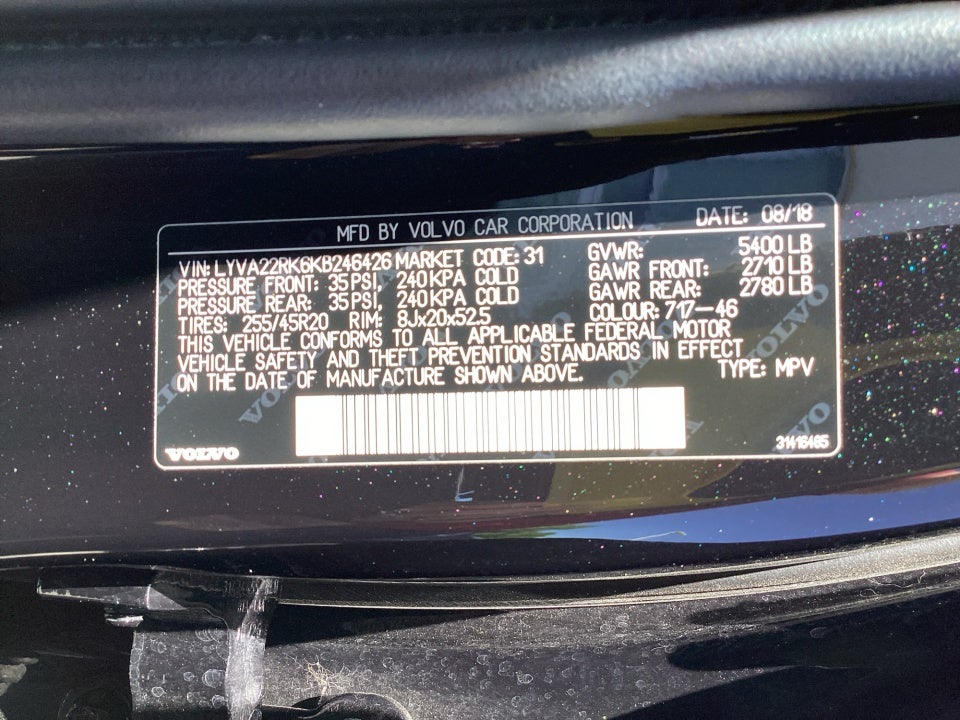 MFD BY VOLVO CAR CORPORATION DATE: 08/18
VIN: LYVA22RK6KB246426 MARKET CODE: 31 GVWR: 5400 LB
PRESSURE FRONT: 35 PSI, 240 KPA COLD GAWR FRONT: 2710 LB
PRESSURE REAR: 35 PSI, 240 KPA COLD GAWR REAR: 2780 LB
TIRES: 255/45R20 RIM: 8Jx20x52.5 COLOUR: 717-46
THIS VEHICLE CONFORMS TO ALL APPLICABLE FEDERAL MOTOR
VEHICLE SAFETY AND THEFT PREVENTION STANDARDS IN EFFECT
ON THE DATE OF MANUFACTURE SHOWN ABOVE. TYPE: MPV
VOLVO 31416485